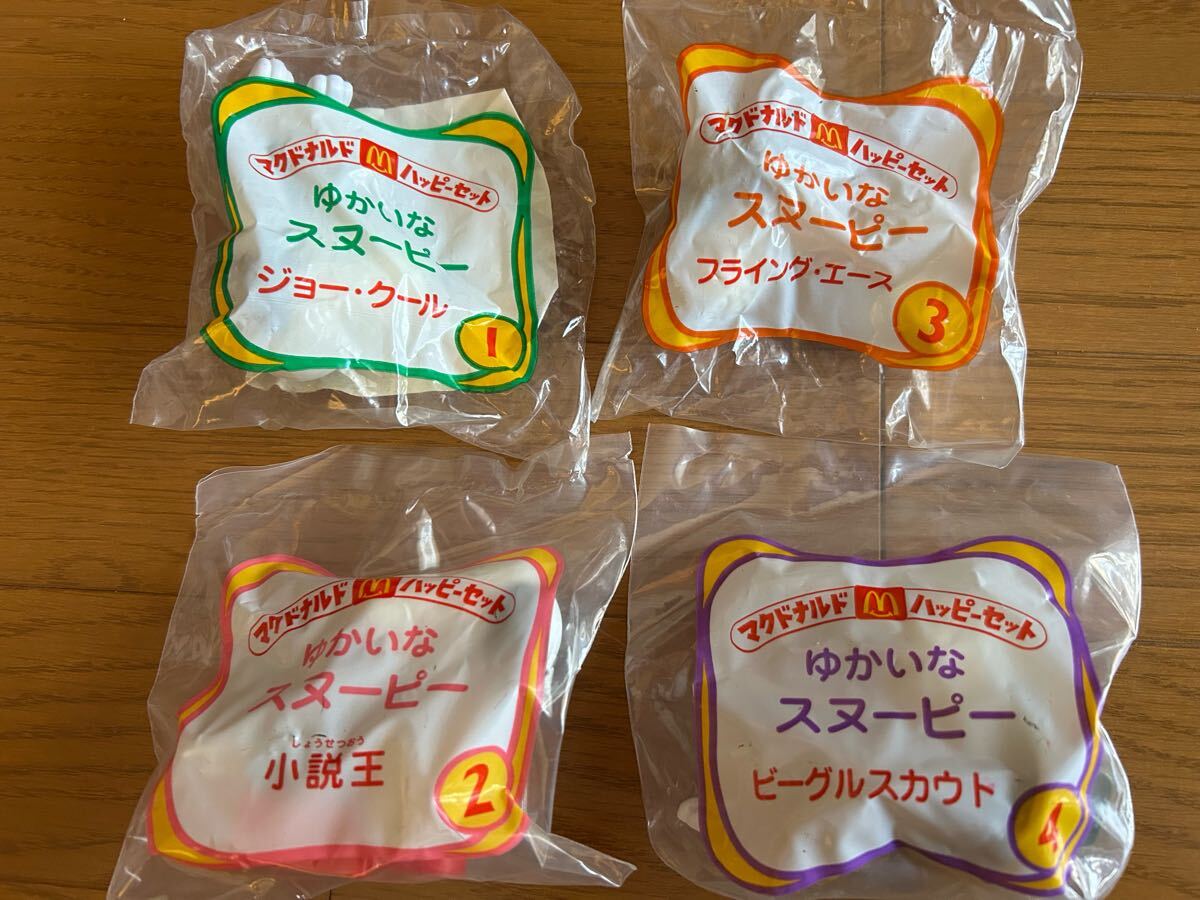 マクドナルド M ハッピーセット
ゆかいな
スヌーピー
ジョー・クール
1
マクドナルド M ハッピーセット
ゆかいな
スヌーピー
フライング・エース
3
マクドナルド M ハッピーセット
ゆかいな
スヌーピー
しょうせつおう
小説王
2
マクドナルド M ハッピーセット
ゆかいな
スヌーピー
ビーグルスカウト
4